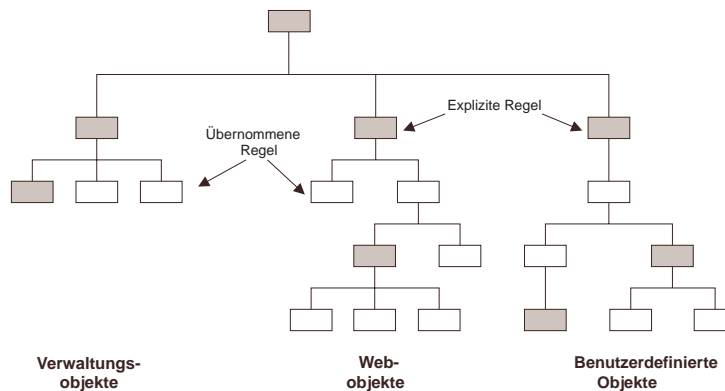 Explizite Regel
Übernommene
Regel
Verwaltungs-
objekte
Web-
objekte
Benutzerdefinierte
Objekte